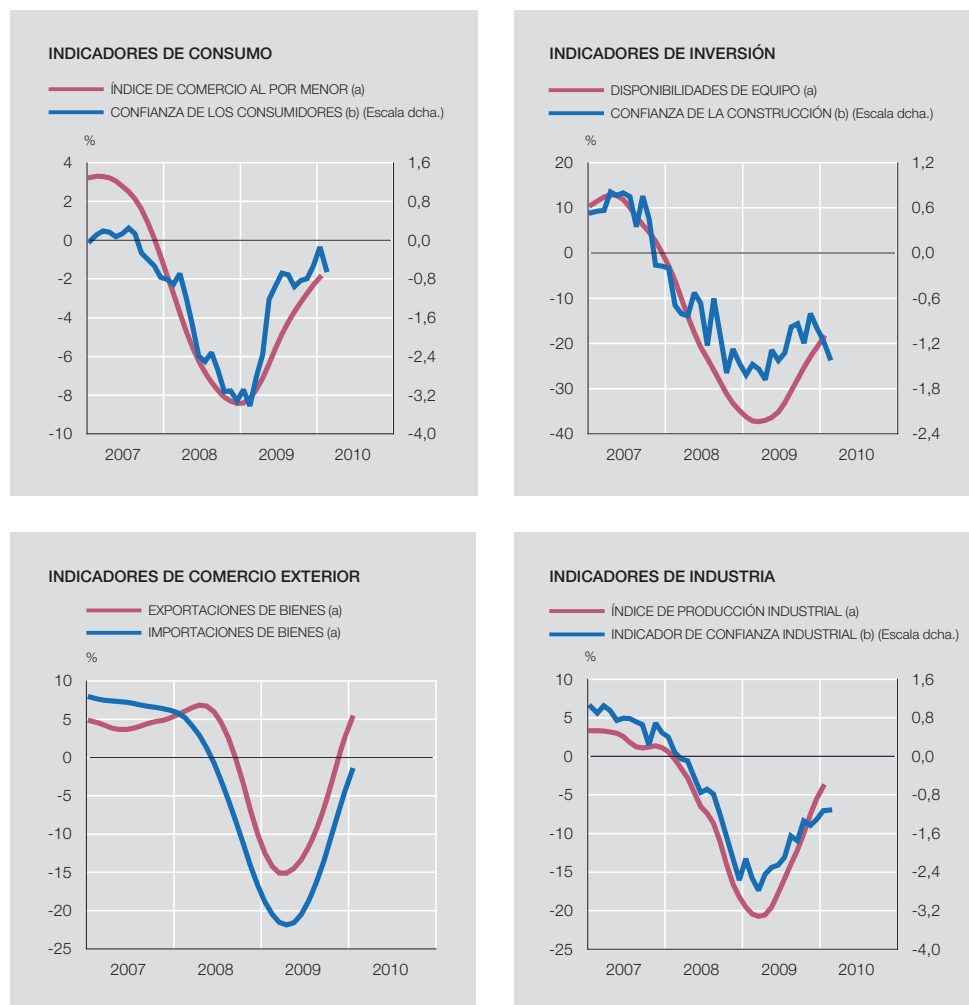 INDICADORES DE CONSUMO
ÍNDICE DE COMERCIO AL POR MENOR (a)
CONFIANZA DE LOS CONSUMIDORES (b) (Escala dcha.)
%
4 1,6
2 0,8
0 0,0
-2 -0,8
-4 -1,6
-6 -2,4
-8 -3,2
-10 -4,0
2007 2008 2009 2010
INDICADORES DE INVERSIÓN
DISPONIBILIDADES DE EQUIPO (a)
CONFIANZA DE LA CONSTRUCCIÓN (b) (Escala dcha.)
%
20 1,2
10 0,6
0 0,0
-10 -0,6
-20 -1,2
-30 -1,8
-40 -2,4
2007 2008 2009 2010
INDICADORES DE COMERCIO EXTERIOR
EXPORTACIONES DE BIENES (a)
IMPORTACIONES DE BIENES (a)
%
10
5
0
-5
-10
-15
-20
-25
2007 2008 2009 2010
INDICADORES DE INDUSTRIA
ÍNDICE DE PRODUCCIÓN INDUSTRIAL (a)
INDICADOR DE CONFIANZA INDUSTRIAL (b) (Escala dcha.)
%
10 1,6
5 0,8
0 0,0
-5 -0,8
-10 -1,6
-15 -2,4
-20 -3,2
-25 -4,0
2007 2008 2009 2010